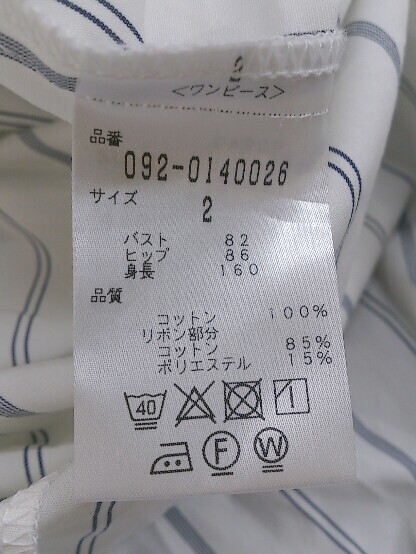 2
<ワンピース>
品番
092-0140026
サイズ
2
バスト 82
ヒップ 86
身長 160
品質
コットン 100%
リボン部分
コットン 85%
ポリエステル 15%
40
F W